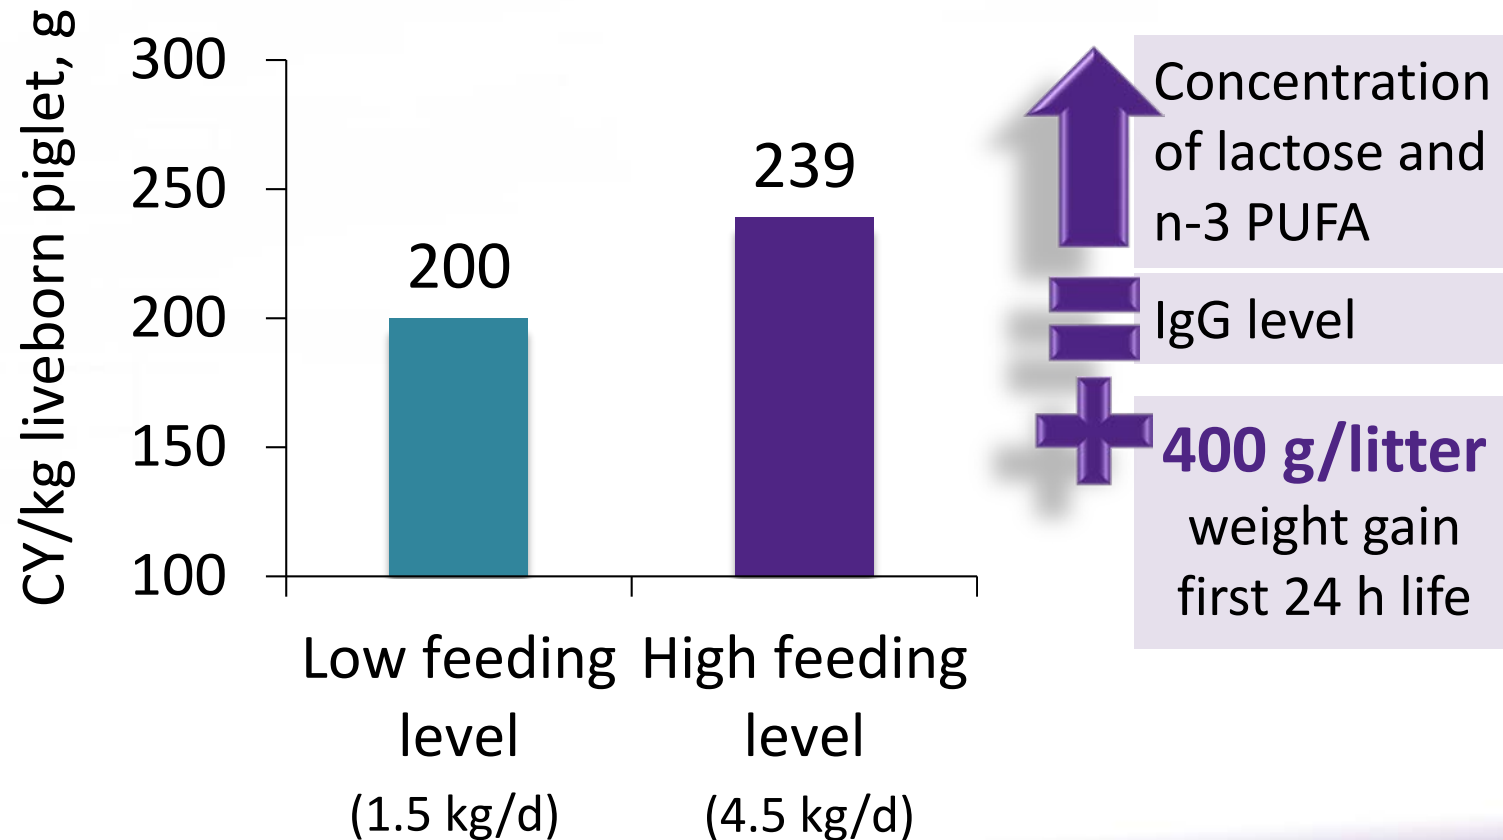 CY/kg liveborn piglet, g
300
250
200
150
100
200
239
Low feeding
level
(1.5 kg/d)
High feeding
level
(4.5 kg/d)
Concentration
of lactose and
n-3 PUFA
IgG level
400 g/litter
weight gain
first 24 h life